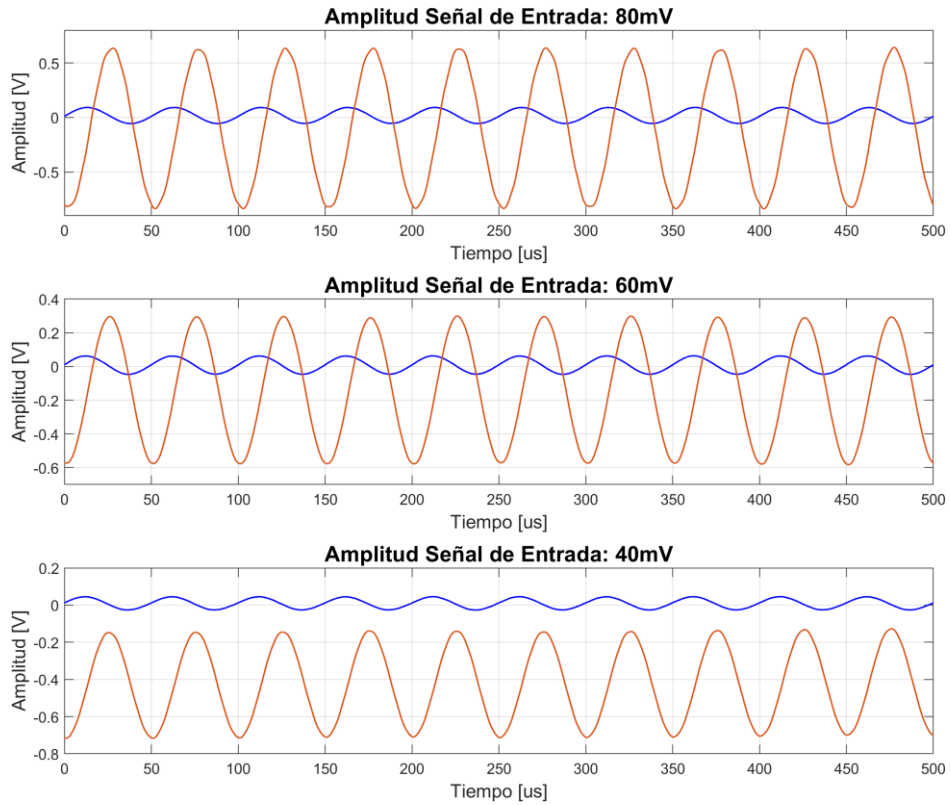 Amplitud Señal de Entrada: 80mV
0.5
0
-0.5
Amplitud [V]
0 50 100 150 200 250 300 350 400 450 500
Tiempo [us]
Amplitud Señal de Entrada: 60mV
0.4
0.2
0
-0.2
-0.4
-0.6
Amplitud [V]
0 50 100 150 200 250 300 350 400 450 500
Tiempo [us]
Amplitud Señal de Entrada: 40mV
0.2
0
-0.2
-0.4
-0.6
-0.8
Amplitud [V]
0 50 100 150 200 250 300 350 400 450 500
Tiempo [us]